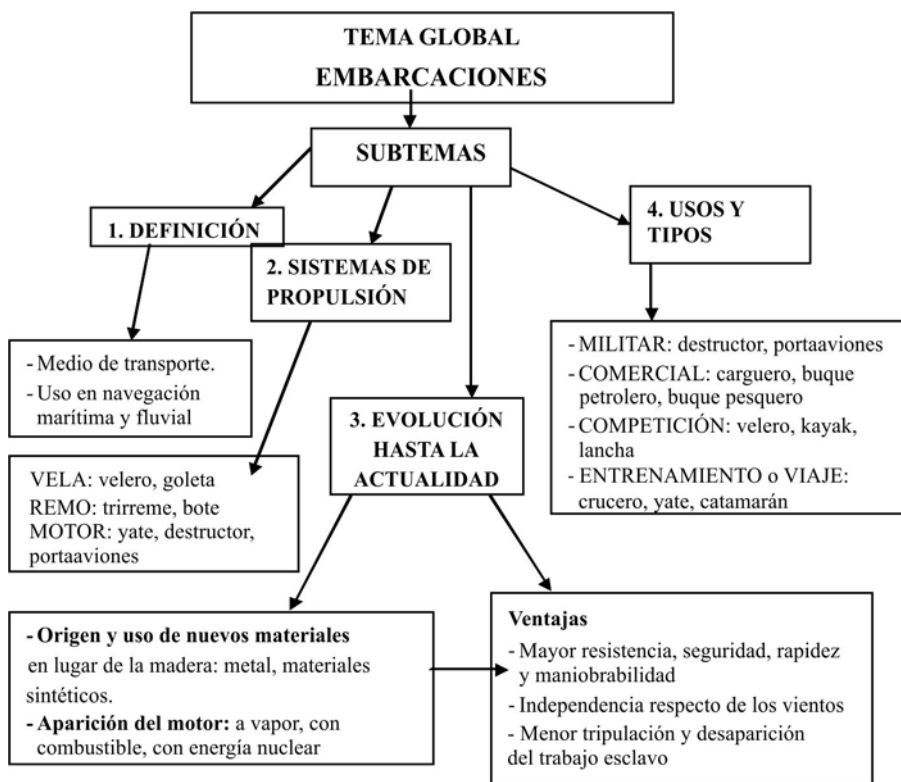 TEMA GLOBAL
EMBARCACIONES
SUBTEMAS
1. DEFINICIÓN
- Medio de transporte.
- Uso en navegación
marítima y fluvial
2. SISTEMAS DE
PROPULSIÓN
VELA: velero, goleta
REMO: trirreme, bote
MOTOR: yate, destructor,
portaaviones
3. EVOLUCIÓN
HASTA LA
ACTUALIDAD
- Origen y uso de nuevos materiales
en lugar de la madera: metal, materiales
sintéticos.
- Aparición del motor: a vapor, con
combustible, con energía nuclear
Ventajas
- Mayor resistencia, seguridad, rapidez
y maniobrabilidad
- Independencia respecto de los vientos
- Menor tripulación y desaparición
del trabajo esclavo
4. USOS Y
TIPOS
- MILITAR: destructor, portaaviones
- COMERCIAL: carguero, buque
petrolero, buque pesquero
- COMPETICIÓN: velero, kayak,
lancha
- ENTRENAMIENTO o VIAJE:
crucero, yate, catamarán